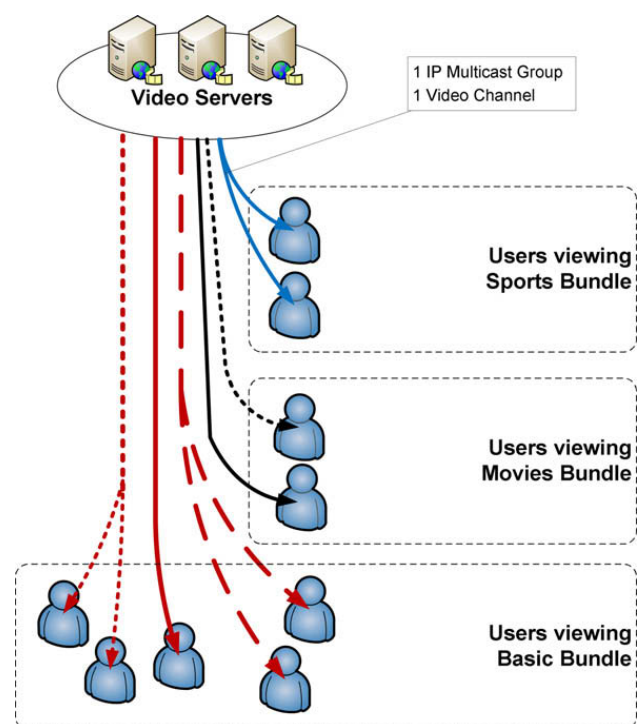 Video Servers
1 IP Multicast Group
1 Video Channel
Users viewing
Sports Bundle
Users viewing
Movies Bundle
Users viewing
Basic Bundle